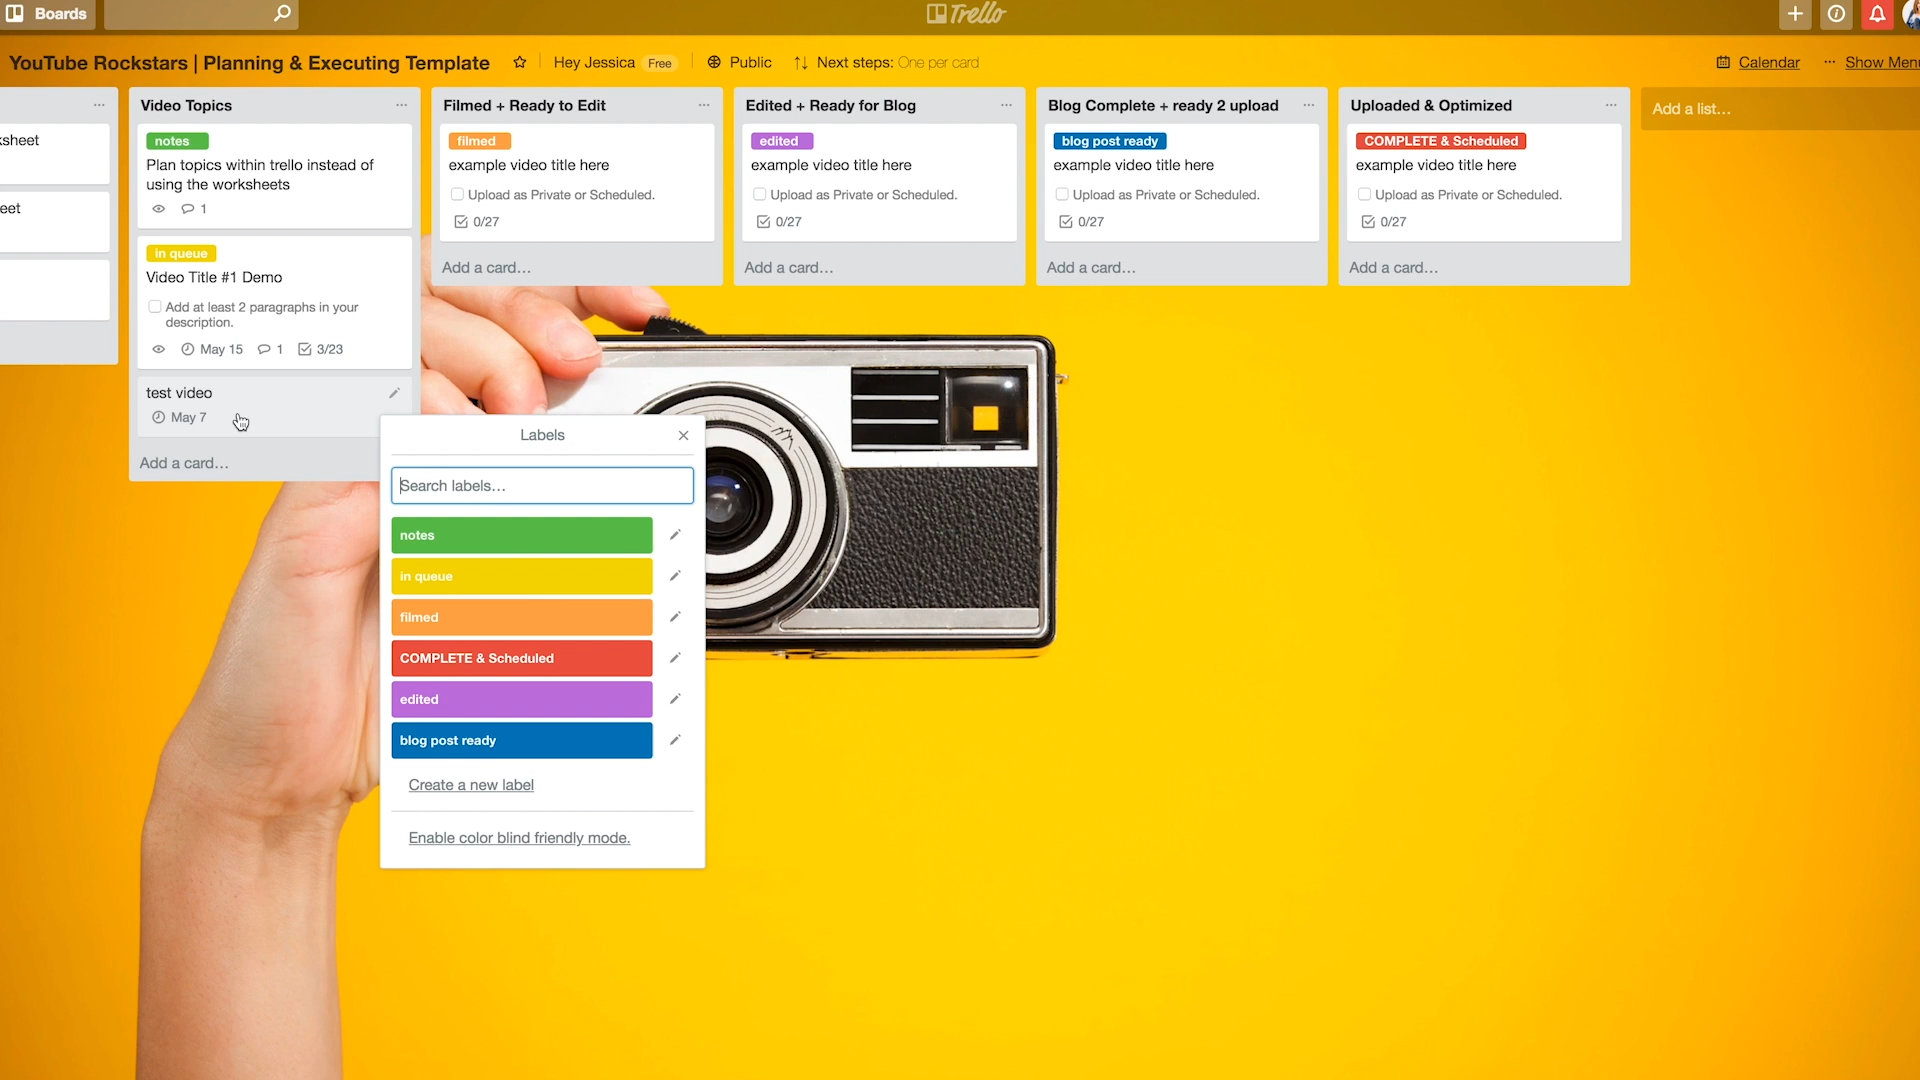 Boards
Trello
YouTube Rockstars | Planning & Executing Template
Hey Jessica Free
Public
Next steps: One per card
Calendar
... Show Menu
ksheet
eet
Video Topics
notes
Plan topics within trello instead of
using the worksheets
1
in queue
Video Title #1 Demo
Add at least 2 paragraphs in your
description.
May 15 1 3/23
test video
May 7
Add a card…
Filmed + Ready to Edit
filmed
example video title here
Upload as Private or Scheduled.
0/27
Add a card…
Edited + Ready for Blog
edited
example video title here
Upload as Private or Scheduled.
0/27
Add a card…
Blog Complete + ready 2 upload
blog post ready
example video title here
Upload as Private or Scheduled.
0/27
Add a card…
Uploaded & Optimized
COMPLETE & Scheduled
example video title here
Upload as Private or Scheduled.
0/27
Add a card…
Add a list…
Labels
Search labels…
notes
in queue
filmed
COMPLETE & Scheduled
edited
blog post ready
Create a new label
Enable color blind friendly mode.